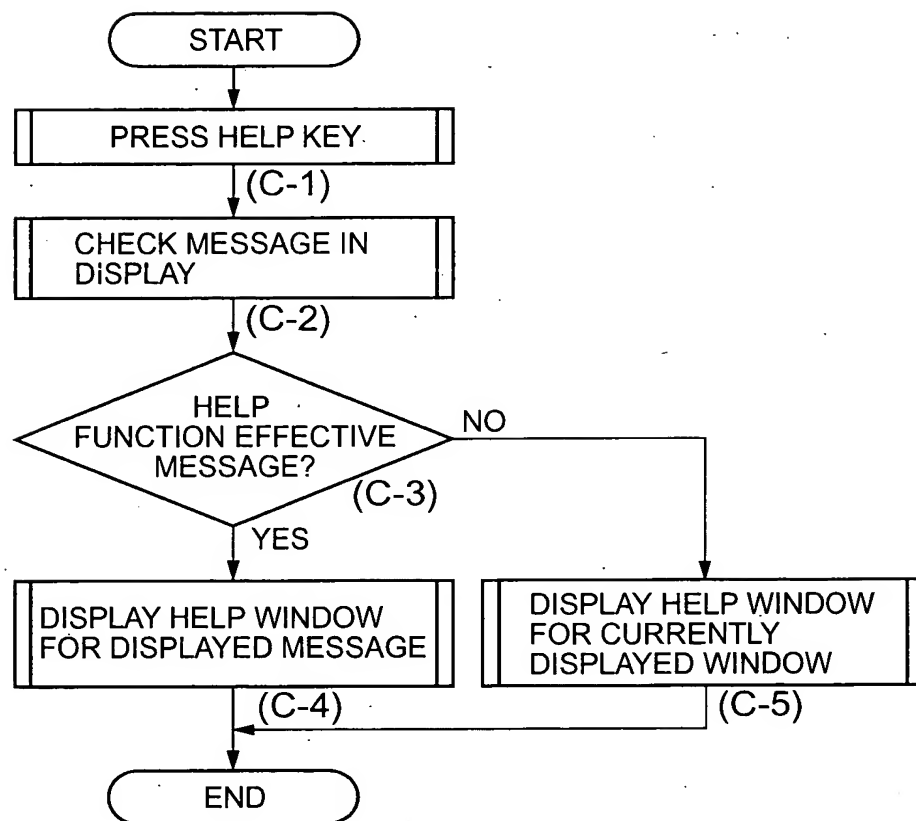 START
PRESS HELP KEY
(C-1)
CHECK MESSAGE IN
DISPLAY
(C-2)
HELP
FUNCTION EFFECTIVE
MESSAGE?
NO
(C-3)
YES
DISPLAY HELP WINDOW
FOR DISPLAYED MESSAGE
(C-4)
DISPLAY HELP WINDOW
FOR CURRENTLY
DISPLAYED WINDOW
(C-5)
END